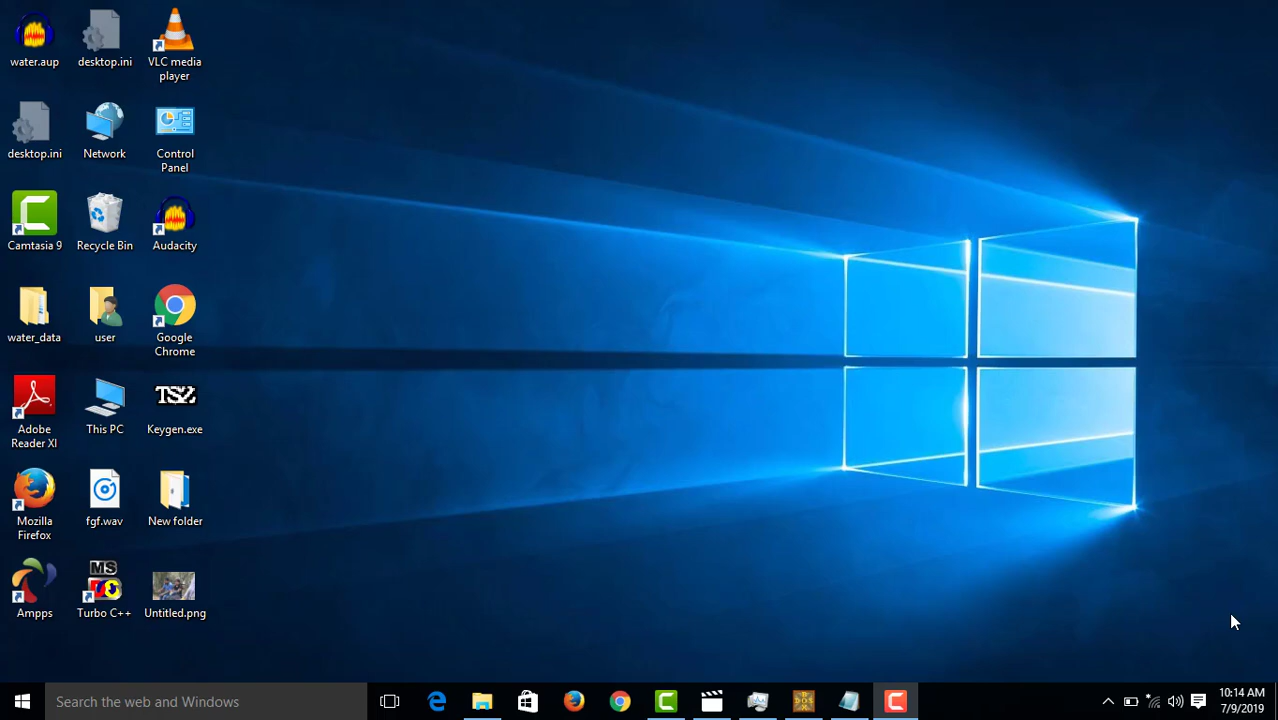 water.aup
desktop.ini
VLC media
player
desktop.ini
Network
Control
Panel
Camtasia 9
Recycle Bin
Audacity
water_data
user
Google
Chrome
Adobe
Reader XI
This PC
TSZ
Keygen.exe
Mozilla
Firefox
fgf.wav
New folder
Ampps
MS
Turbo C++
Untitled.png
Search the web and Windows
10:14 AM
7/9/2019